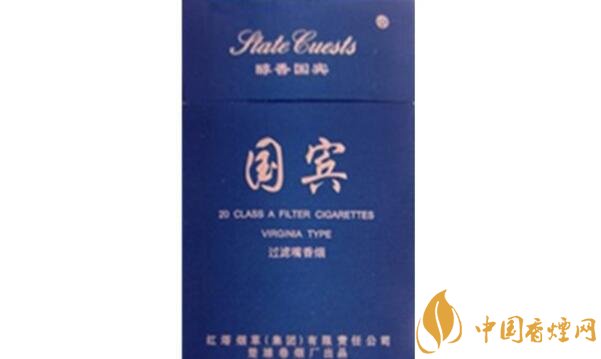 State Guests
醇香国宾
国宾
20 CLASS A FILTER CIGARETTES
VIRGINIA TYPE
过滤嘴香烟
红塔烟草(集团)有限责任公司
楚雄卷烟厂出品
中国香煙网